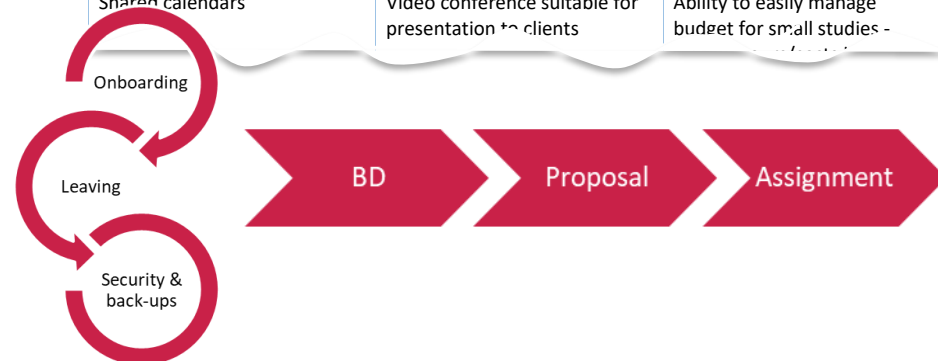 Shared calendars
Video conference suitable for
presentation to clients
Ability to easily manage
budget for small studies -
Onboarding
Leaving
Security &
back-ups
BD
Proposal
Assignment